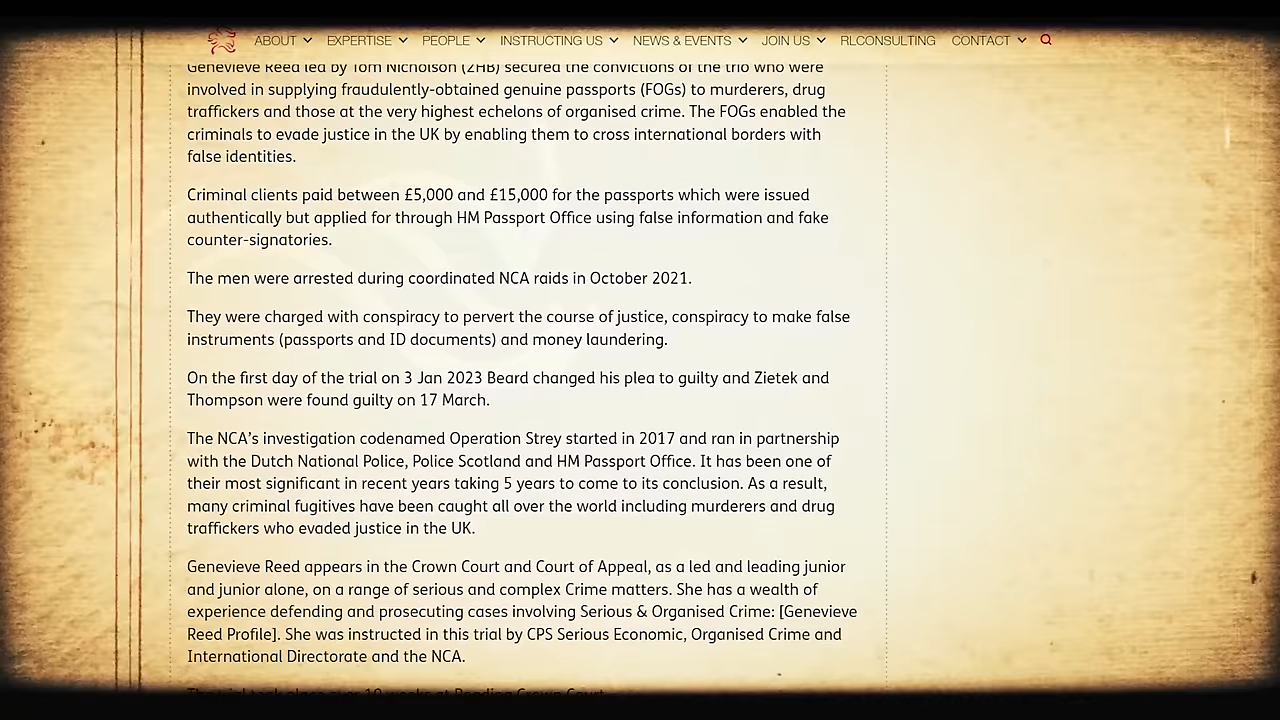 ABOUT EXPERTISE PEOPLE INSTRUCTING US NEWS & EVENTS JOIN US RLCONSULTING CONTACT
Genevieve Reed led by Tom Nicholson (2HB) secured the convictions of the trio who were
involved in supplying fraudulently-obtained genuine passports (FOGs) to murderers, drug
traffickers and those at the very highest echelons of organised crime. The FOGs enabled the
criminals to evade justice in the UK by enabling them to cross international borders with
false identities.
Criminal clients paid between £5,000 and £15,000 for the passports which were issued
authentically but applied for through HM Passport Office using false information and fake
counter-signatories.
The men were arrested during coordinated NCA raids in October 2021.
They were charged with conspiracy to pervert the course of justice, conspiracy to make false
instruments (passports and ID documents) and money laundering.
On the first day of the trial on 3 Jan 2023 Beard changed his plea to guilty and Zietek and
Thompson were found guilty on 17 March.
The NCA’s investigation codenamed Operation Strey started in 2017 and ran in partnership
with the Dutch National Police, Police Scotland and HM Passport Office. It has been one of
their most significant in recent years taking 5 years to come to its conclusion. As a result,
many criminal fugitives have been caught all over the world including murderers and drug
traffickers who evaded justice in the UK.
Genevieve Reed appears in the Crown Court and Court of Appeal, as a led and leading junior
and junior alone, on a range of serious and complex Crime matters. She has a wealth of
experience defending and prosecuting cases involving Serious & Organised Crime: [Genevieve
Reed Profile]. She was instructed in this trial by CPS Serious Economic, Organised Crime and
International Directorate and the NCA.
The trial took place over 10 weeks at Reading Crown Court.